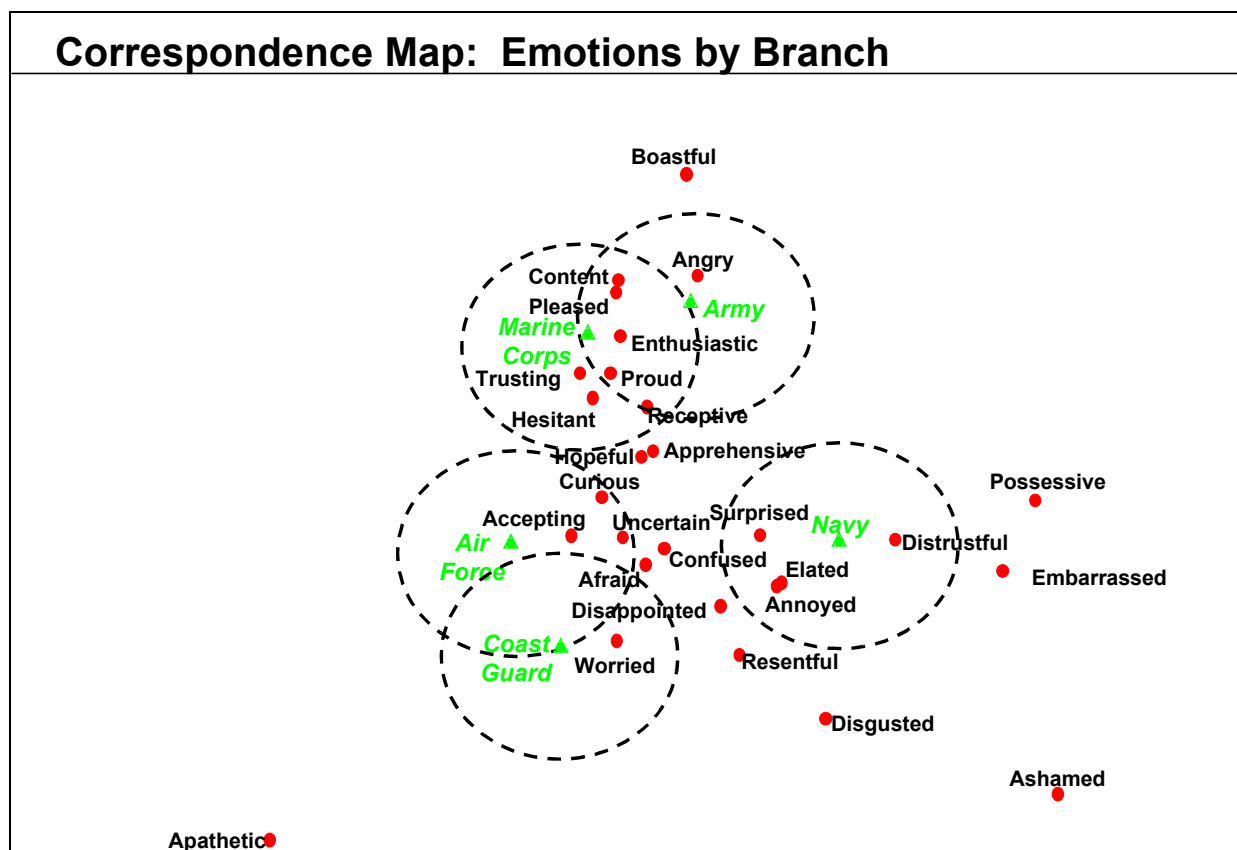 Correspondence Map:  Emotions by Branch
Boastful
Angry
Content
Pleased
Army
Marine
Corps
Enthusiastic
Trusting
Proud
Hesitant
Receptive
Hopeful
Apprehensive
Curious
Possessive
Accepting
Uncertain
Surprised
Navy
Air
Force
Confused
Distrustful
Afraid
Elated
Embarrassed
Annoyed
Disappointed
Coast
Guard
Worried
Resentful
Disgusted
Ashamed
Apathetic